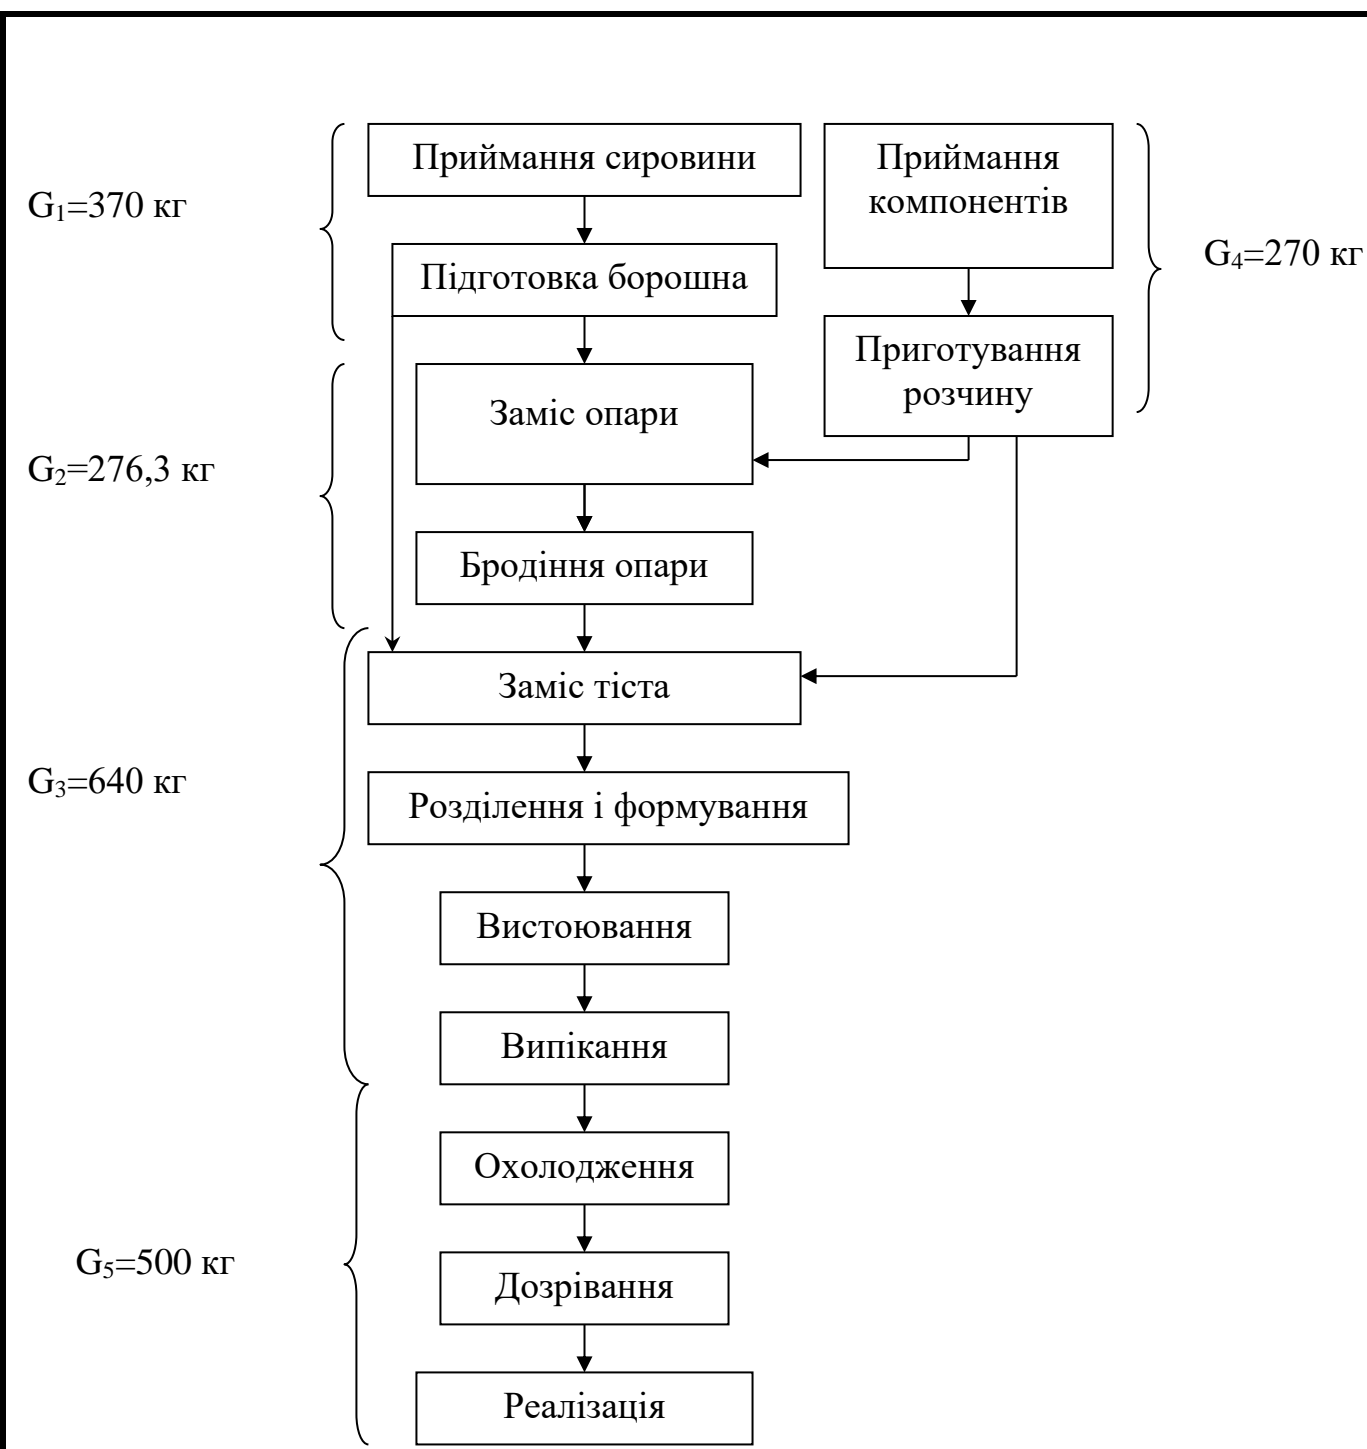 Приймання сировини
Приймання
компонентів
G₁=370 кг
G₄=270 кг
Підготовка борошна
Приготування
розчину
Заміс опари
G₂=276,3 кг
Бродіння опари
Заміс тіста
G₃=640 кг
Розділення і формування
Вистоювання
Випікання
Охолодження
G₅=500 кг
Дозрівання
Реалізація